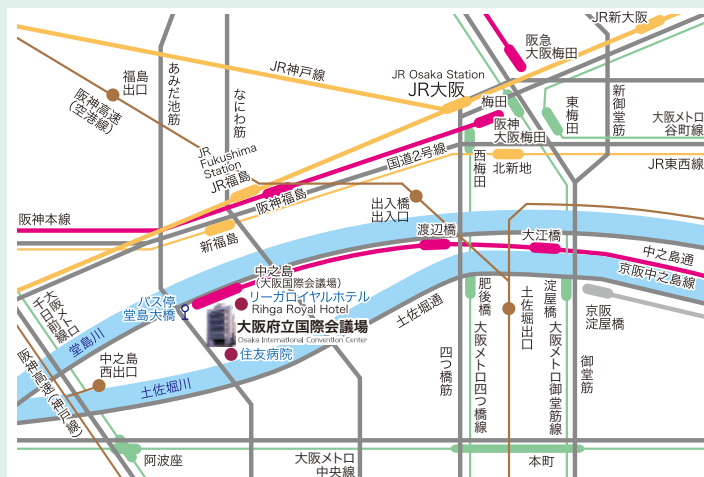 JR新大阪
阪急
大阪梅田
JR神戸線
JR Osaka Station
JR大阪
福島
出口
阪神高速
(空港線)
あみだ池筋
なにわ筋
梅田
阪神
大阪梅田
東梅田
新御堂筋
大阪メトロ
谷町線
JR
Fukushima
Station
JR福島
国道2号線
西梅田
北新地
JR東西線
阪神福島
出入橋
出入口
阪神本線
新福島
渡辺橋
大江橋
中之島通
京阪中之島線
中之島
(大阪国際会議場)
バス停
堂島大橋
リーガロイヤルホテル
Rihga Royal Hotel
大阪府立国際会議場
Osaka International Convention Center
住友病院
土佐堀通
肥後橋
土佐堀出口
淀屋橋
京阪
淀屋橋
大阪メトロ
千日前線
堂島川
中之島
西出口
阪神高速(神戸線)
土佐堀川
四つ橋筋
大阪メトロ四つ橋線
大阪メトロ御堂筋線
御堂筋
阿波座
大阪メトロ
中央線
本町